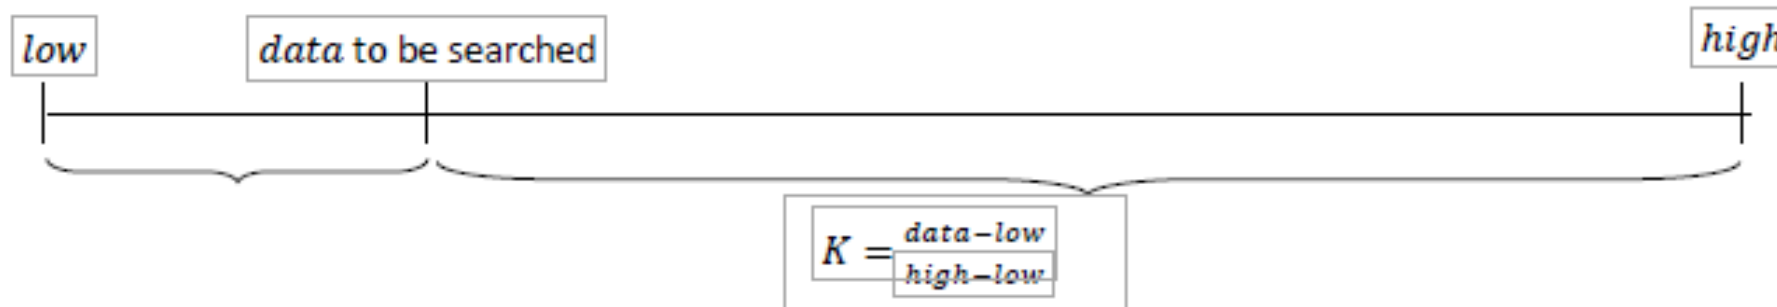 low
data to be searched
high
K = data−low
high−low